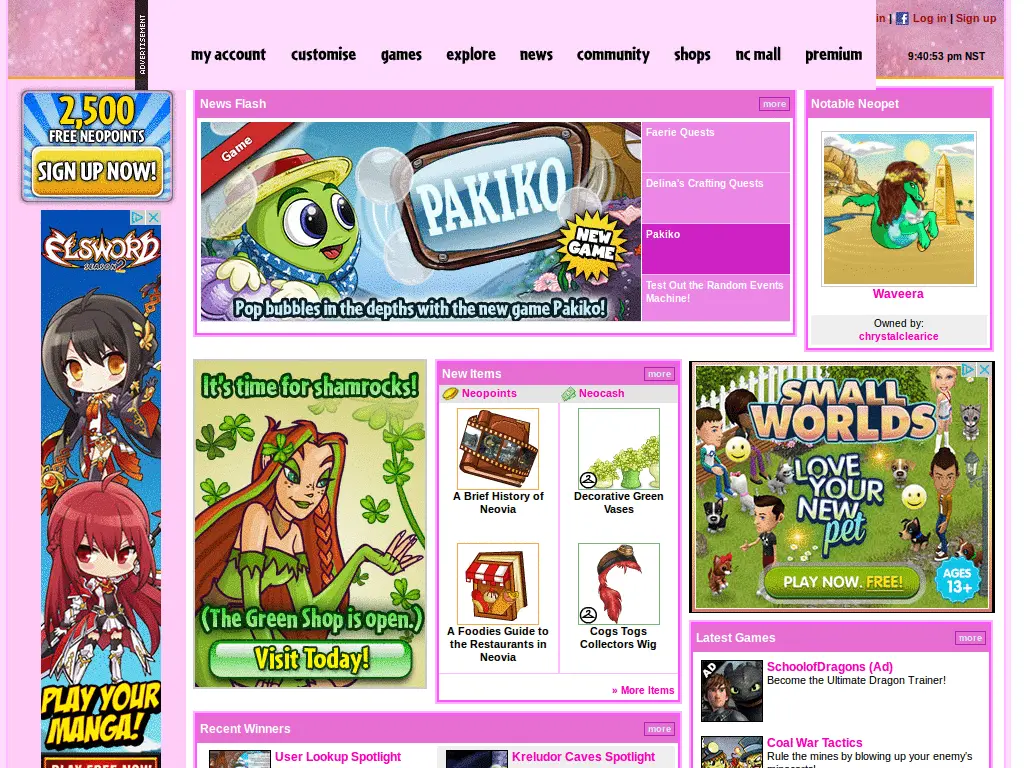 in | Log in | Sign up
ADVERTISEMENT
my account customise games explore news community shops nc mall premium
9:40:53 pm NST
2,500
FREE NEOPOINTS
SIGN UP NOW!
ELSWORD
SEASON 2
PLAY YOUR
MANGA!
PLAY FREE NOW
News Flash
more
Game
PAKIKO
NEW
GAME
Pop bubbles in the depths with the new game Pakiko!
Faerie Quests
Delina's Crafting Quests
Pakiko
Test Out the Random Events
Machine!
Notable Neopet
Waveera
Owned by:
chrystalclearice
It's time for shamrocks!
(The Green Shop is open.)
Visit Today!
New Items
more
Neopoints
Neocash
A Brief History of
Neovia
Decorative Green
Vases
A Foodies Guide to
the Restaurants in
Neovia
Cogs Togs
Collectors Wig
» More Items
SMALL
WORLDS
LOVE
YOUR
NEW
pet
PLAY NOW. FREE!
AGES
13+
Latest Games
more
AD
SchoolofDragons (Ad)
Become the Ultimate Dragon Trainer!
Coal War Tactics
Rule the mines by blowing up your enemy's
minecarts!
Recent Winners
more
User Lookup Spotlight
Kreludor Caves Spotlight